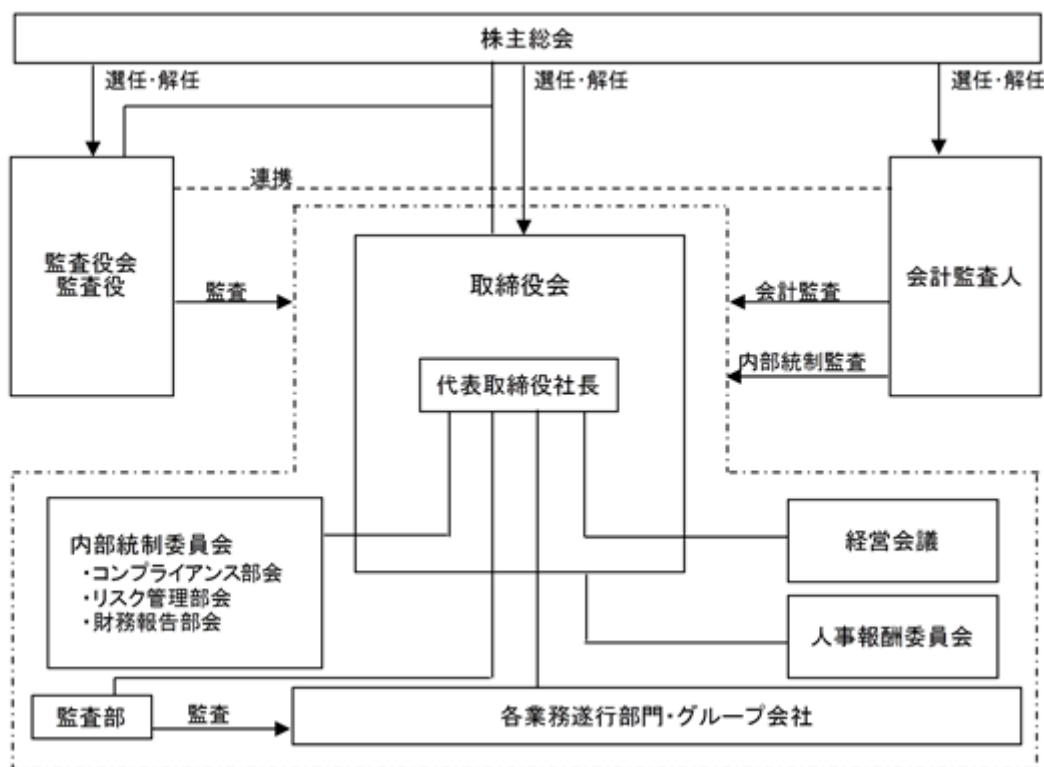 株主総会
選任・解任
選任・解任
選任・解任
連携
監査役会
監査役
監査
取締役会
会計監査人
会計監査
内部統制監査
代表取締役社長
内部統制委員会
・コンプライアンス部会
・リスク管理部会
・財務報告部会
経営会議
人事報酬委員会
監査部
監査
各業務遂行部門・グループ会社